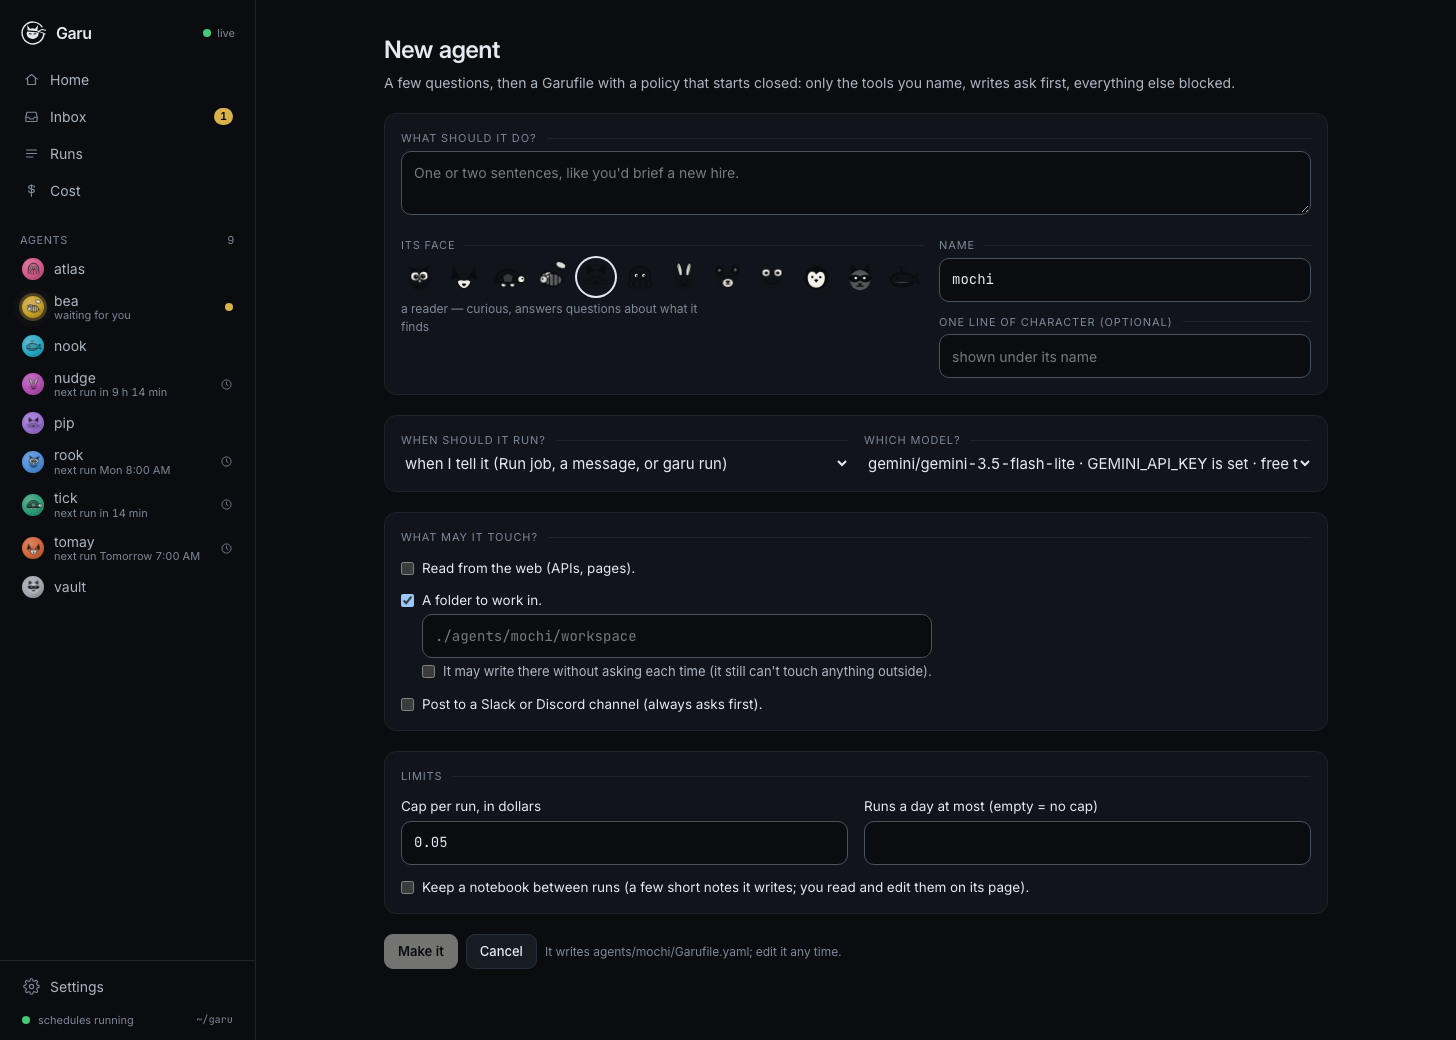 Garu
live
Home
Inbox
1
Runs
Cost
AGENTS
9
atlas
bea
waiting for you
nook
nudge
next run in 9 h 14 min
pip
rook
next run Mon 8:00 AM
tick
next run in 14 min
tomay
next run Tomorrow 7:00 AM
vault
Settings
schedules running
~/garu
New agent
A few questions, then a Garufile with a policy that starts closed: only the tools you name, writes ask first, everything else blocked.
WHAT SHOULD IT DO?
One or two sentences, like you'd brief a new hire.
ITS FACE
a reader — curious, answers questions about what it
finds
NAME
mochi
ONE LINE OF CHARACTER (OPTIONAL)
shown under its name
WHEN SHOULD IT RUN?
when I tell it (Run job, a message, or garu run)
WHICH MODEL?
gemini/gemini-3.5-flash-lite · GEMINI_API_KEY is set · free t
WHAT MAY IT TOUCH?
Read from the web (APIs, pages).
A folder to work in.
./agents/mochi/workspace
It may write there without asking each time (it still can't touch anything outside).
Post to a Slack or Discord channel (always asks first).
LIMITS
Cap per run, in dollars
0.05
Runs a day at most (empty = no cap)
Keep a notebook between runs (a few short notes it writes; you read and edit them on its page).
Make it
Cancel
It writes agents/mochi/Garufile.yaml; edit it any time.